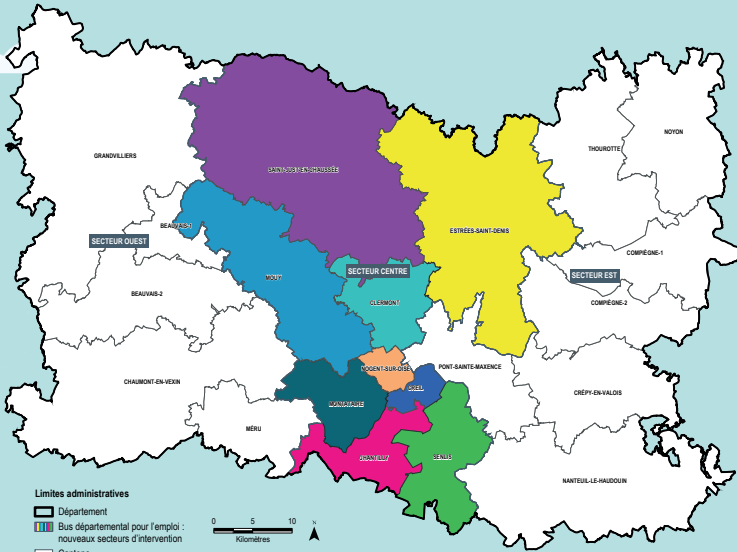 GRANDVILLIERS
SAINT-JUST-EN-CHAUSSÉE
THOUROTTE
NOYON
BEAUVAIS-1
SECTEUR OUEST
ESTRÉES-SAINT-DENIS
COMPIÈGNE-1
MOUY
SECTEUR CENTRE
SECTEUR EST
BEAUVAIS-2
CLERMONT
COMPIÈGNE-2
CHAUMONT-EN-VEXIN
NOGENT-SUR-OISE
PONT-SAINTE-MAXENCE
CREIL
CRÉPY-EN-VALOIS
MONTATAIRE
MÉRU
CHANTILLY
SENLIS
NANTEUIL-LE-HAUDOUIN
Limites administratives
Département
Bus départemental pour l'emploi :
nouveaux secteurs d'intervention
0 5 10
Kilomètres
N